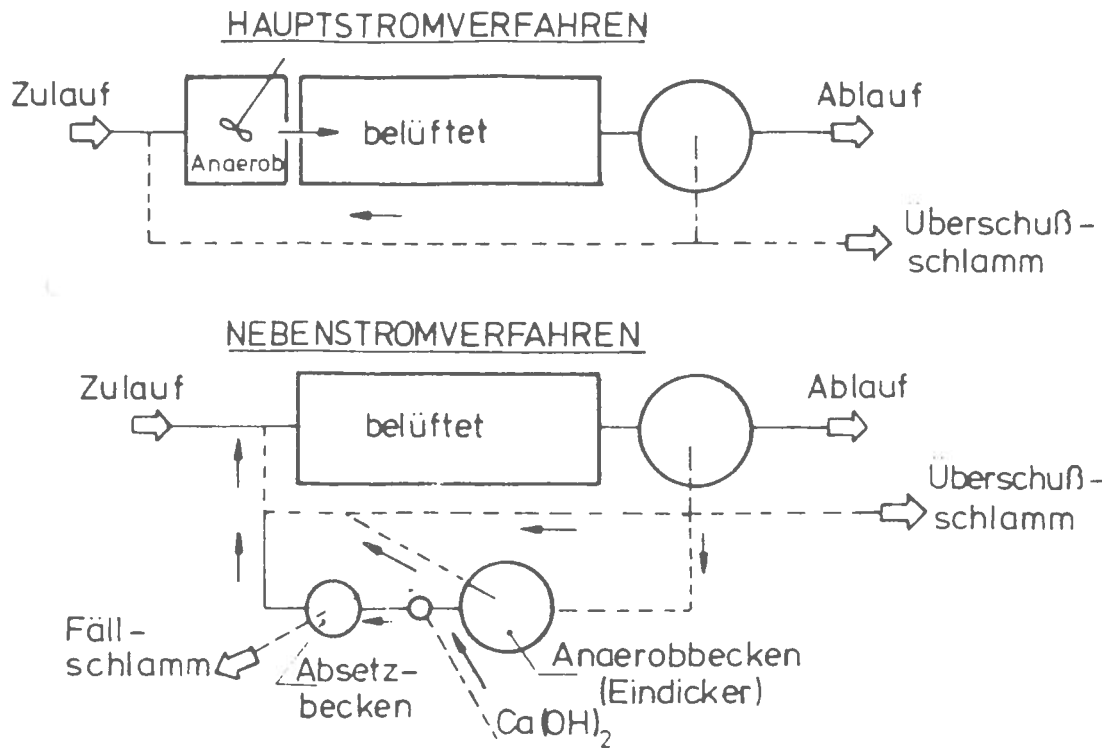 HAUPTSTROMVERFAHREN
Zulauf
Ablauf
belüftet
Anaerob
Überschuß-
schlamm
NEBENSTROMVERFAHREN
Zulauf
Ablauf
belüftet
Überschuß-
schlamm
Fäll-
schlamm
Absetz-
becken
Anaerobbecken
(Eindicker)
Ca(OH)₂